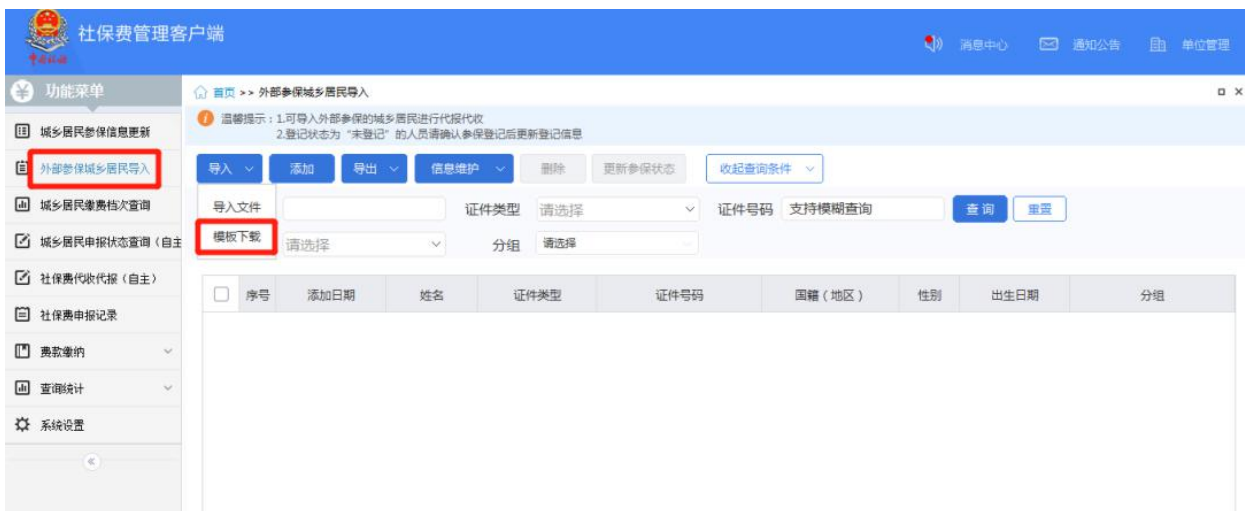 社保费管理客户端
中国税务
消息中心 通知公告 单位管理
功能菜单
首页 >> 外部参保城乡居民导入
温馨提示：1.可导入外部参保的城乡居民进行代报代收
2.登记状态为“未登记”的人员请确认参保登记后更新登记信息
城乡居民参保信息更新
外部参保城乡居民导入
城乡居民缴费档次查询
城乡居民申报状态查询（自主
社保费代收代报（自主）
社保费申报记录
费款缴纳
查询统计
系统设置
导入 添加 导出 信息维护 删除 更新参保状态 收起查询条件
导入文件 证件类型 请选择 证件号码 支持模糊查询 查询 重置
模板下载 请选择 分组 请选择
序号 添加日期 姓名 证件类型 证件号码 国籍（地区） 性别 出生日期 分组